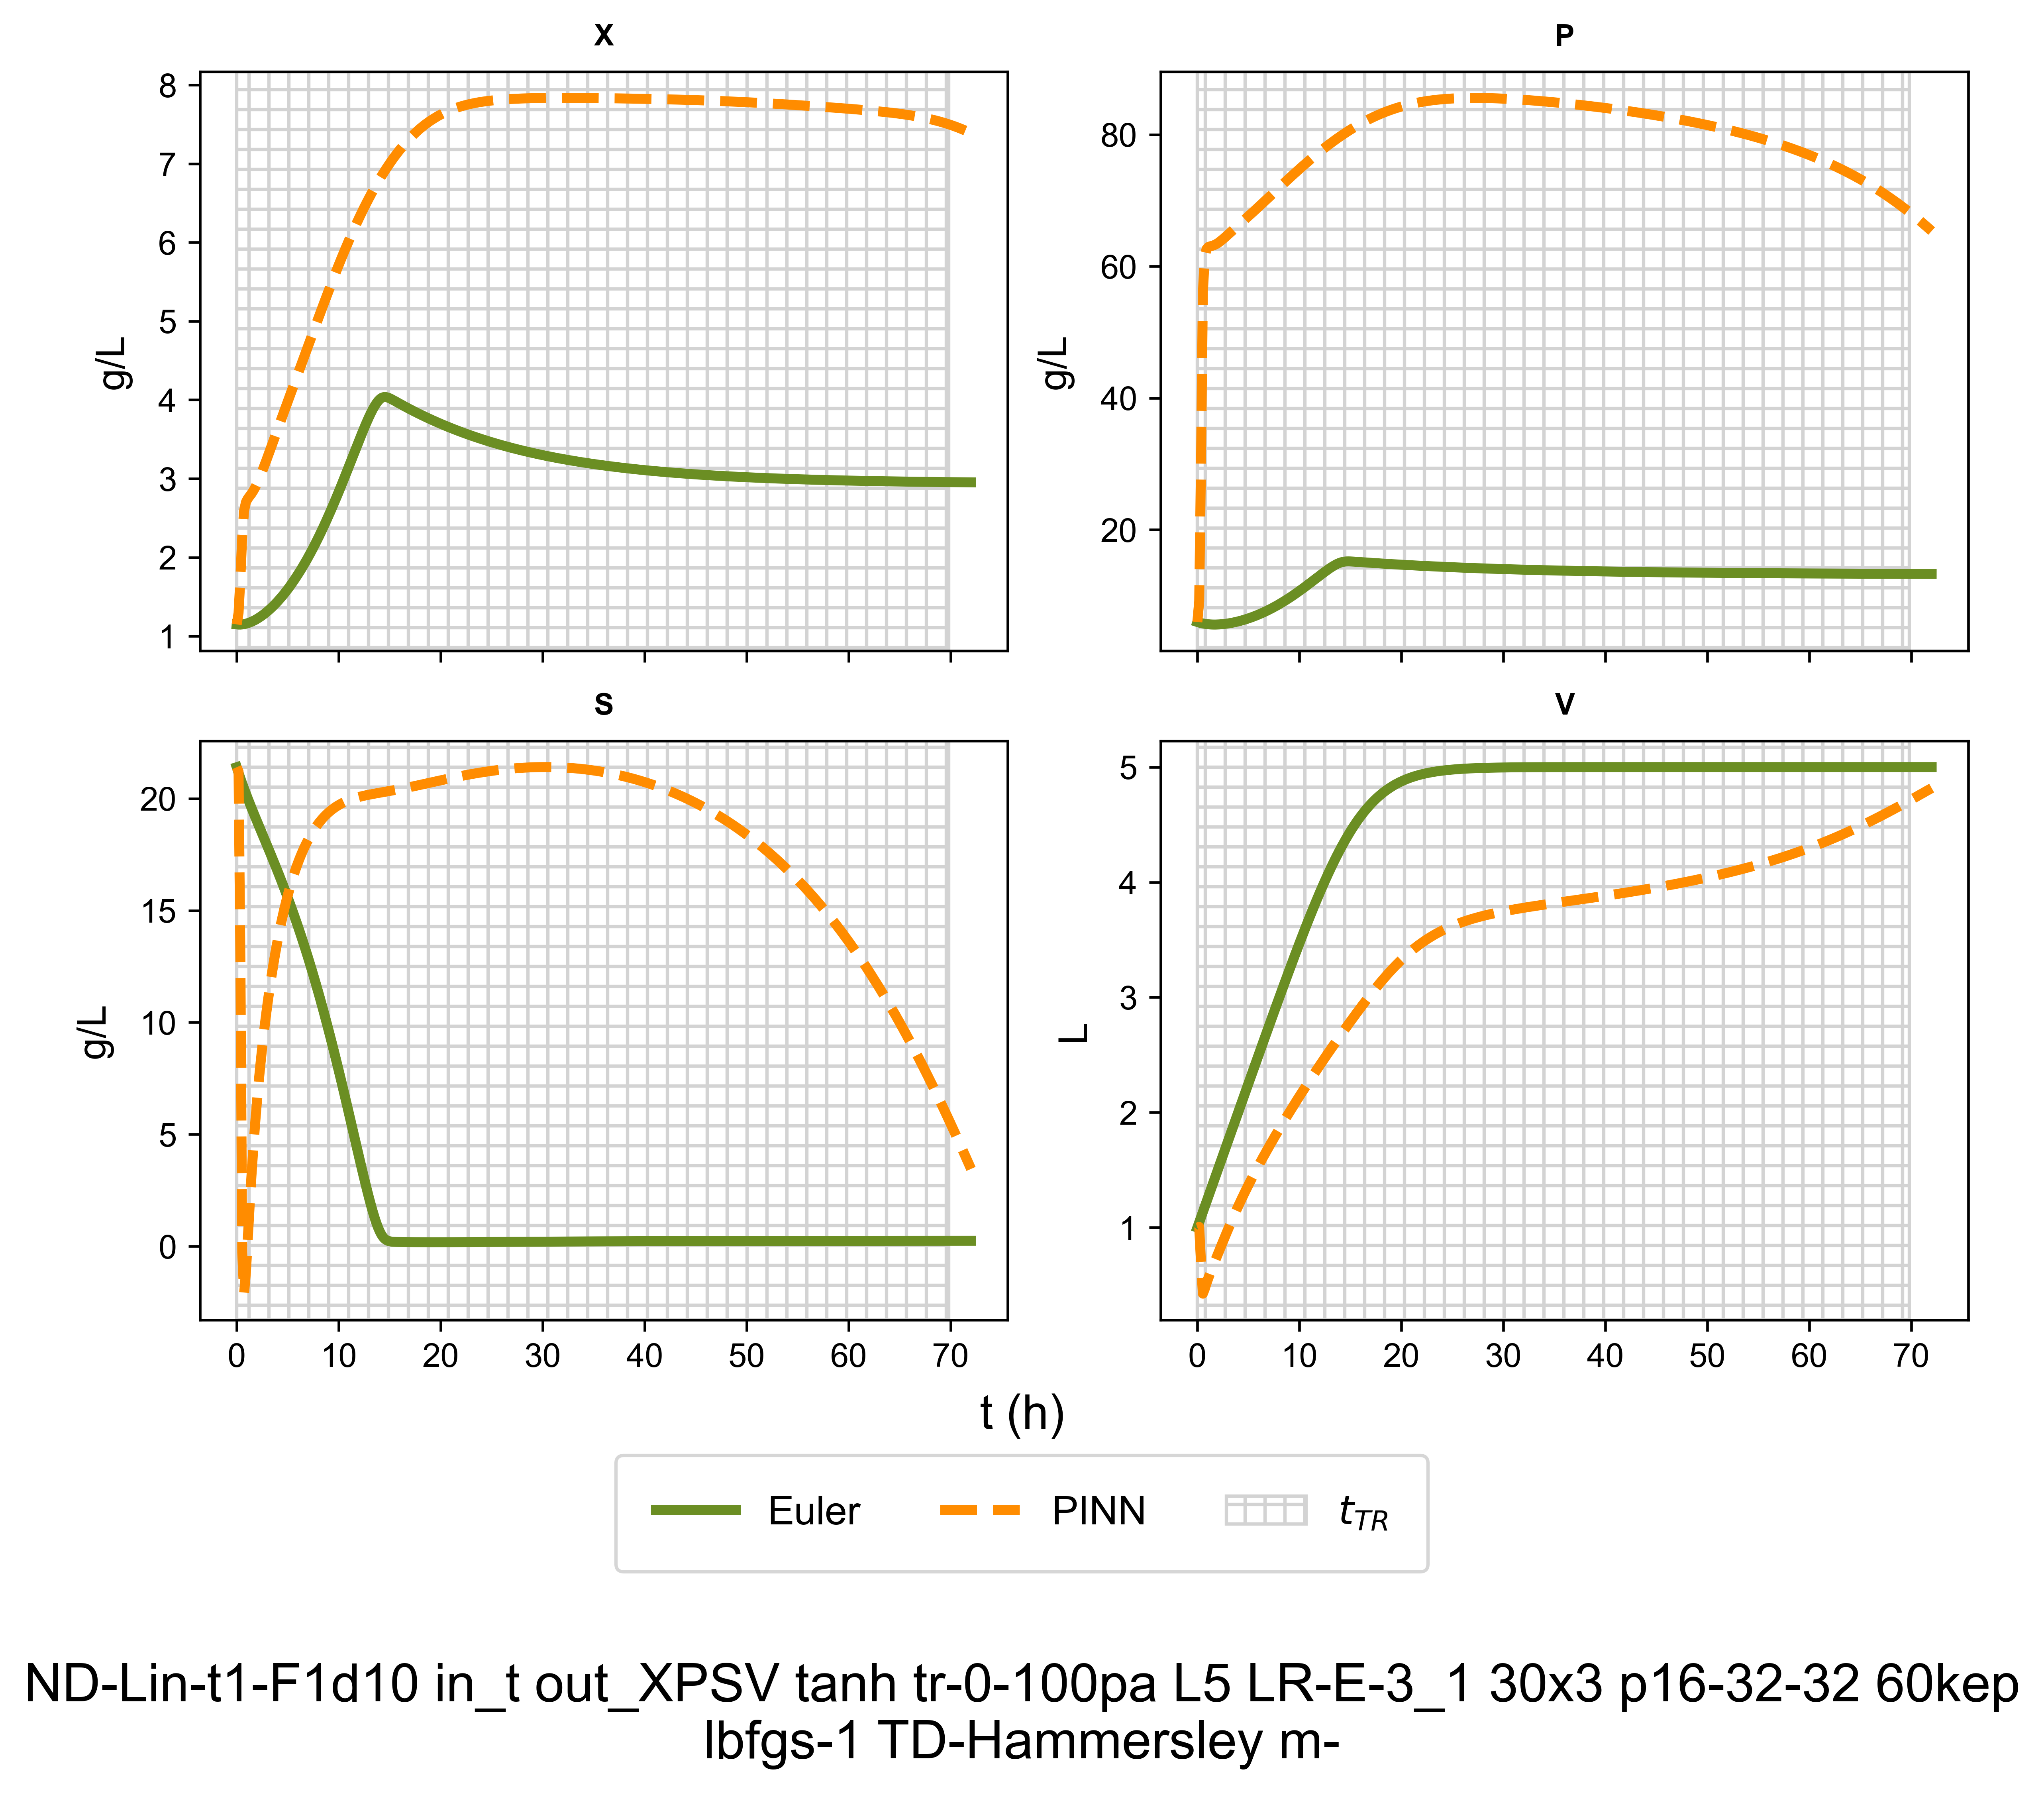 X
P
8
7
6
5
4
3
2
1
g/L
80
60
40
20
g/L
S
V
20
15
10
5
0
g/L
5
4
3
2
1
L
0 10 20 30 40 50 60 70
0 10 20 30 40 50 60 70
t (h)
Euler PINN t_{TR}
ND-Lin-t1-F1d10 in_t out_XPSV tanh tr-0-100pa L5 LR-E-3_1 30x3 p16-32-32 60kep
lbfgs-1 TD-Hammersley m-